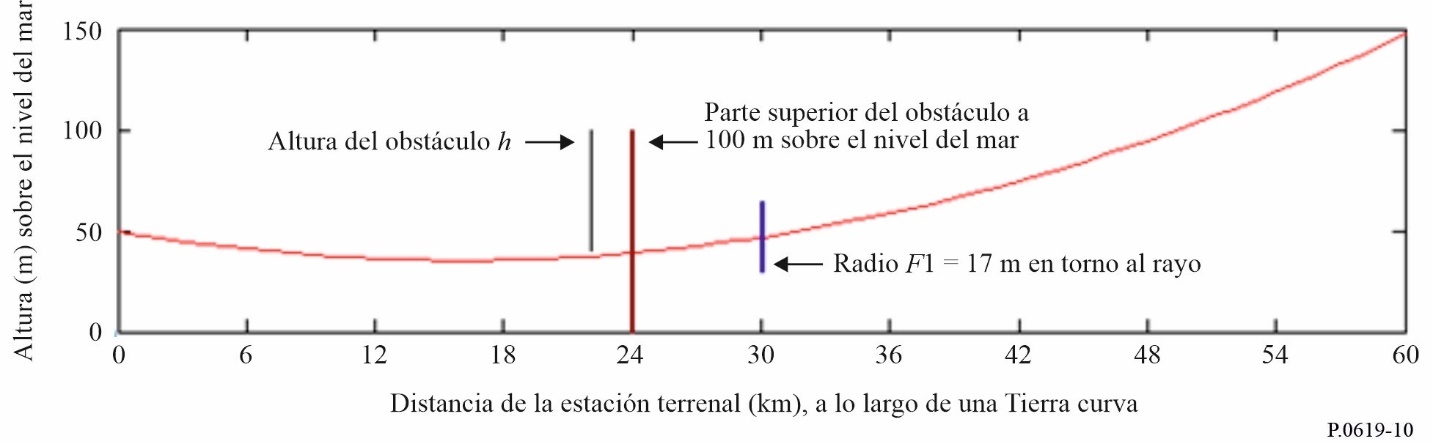 Altura (m) sobre el nivel del mar
150
100
50
0
Altura del obstáculo h
Parte superior del obstáculo a
100 m sobre el nivel del mar
Radio F1 = 17 m en torno al rayo
0 6 12 18 24 30 36 42 48 54 60
Distancia de la estación terrenal (km), a lo largo de una Tierra curva
P.0619-10